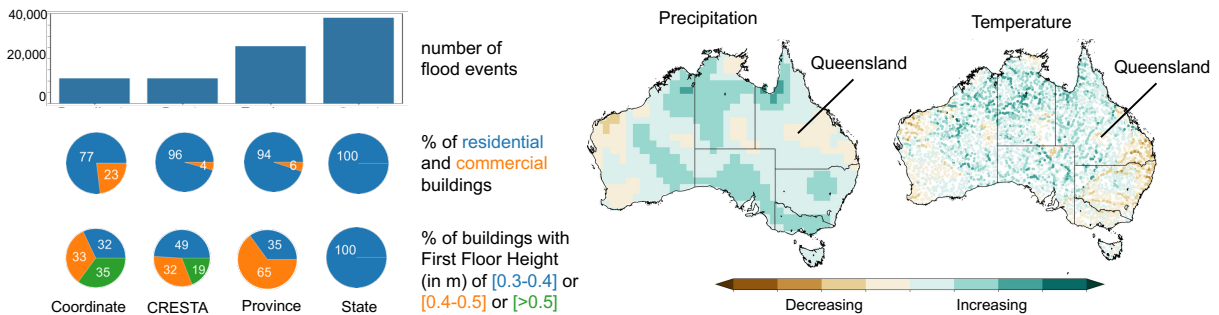 40,000
20,000
0
number of
flood events
77
23
96
4
94
6
100
% of residential
and commercial
buildings
33
32
35
49
32
19
35
65
100
% of buildings with
First Floor Height
(in m) of [0.3-0.4] or
[0.4-0.5] or [>0.5]
Coordinate
CRESTA
Province
State
Precipitation
Queensland
Temperature
Queensland
Decreasing
Increasing